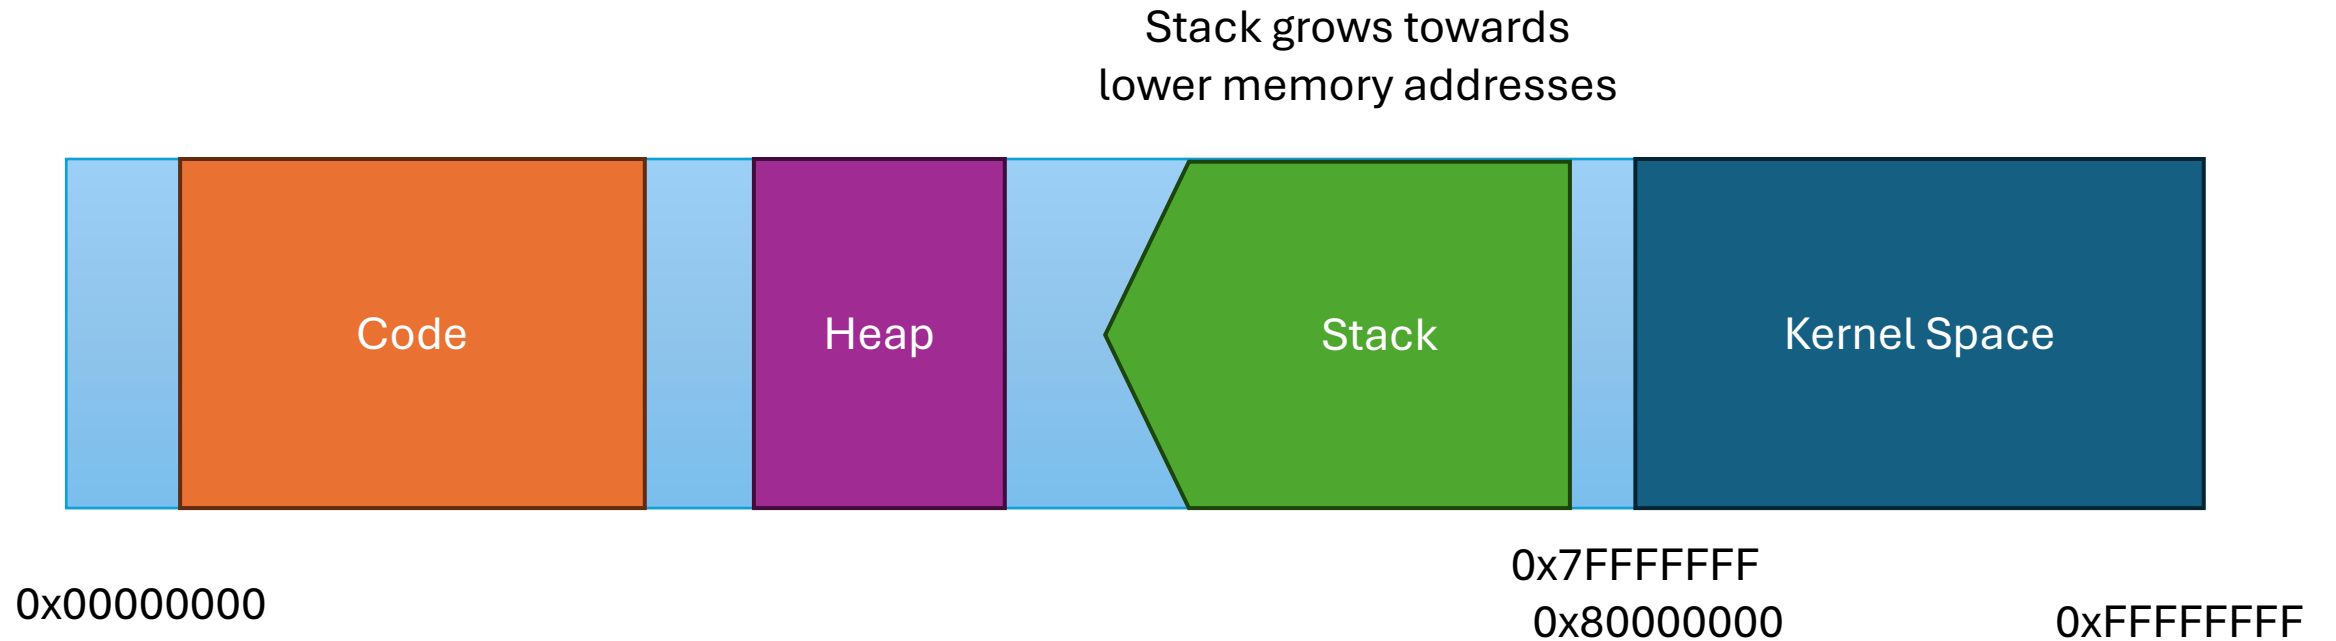 Stack grows towards
lower memory addresses
Code
Heap
Stack
Kernel Space
0x00000000
0x7FFFFFFF
0x80000000
0xFFFFFFFF